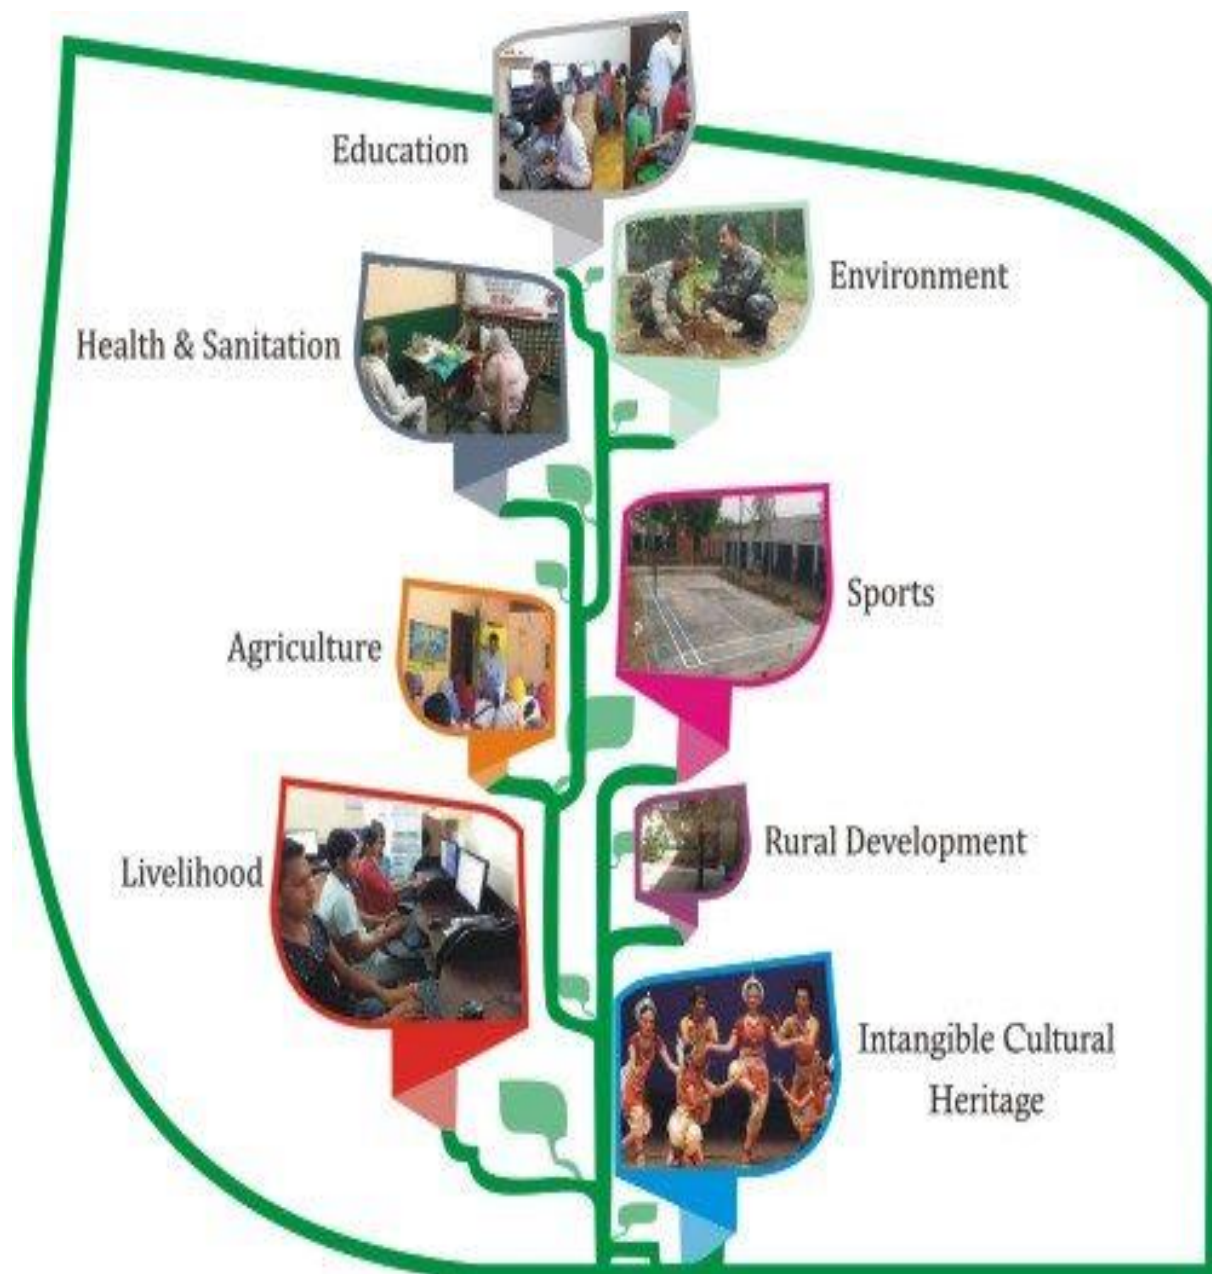 Education
Environment
Health & Sanitation
Sports
Agriculture
Rural Development
Livelihood
Intangible Cultural
Heritage